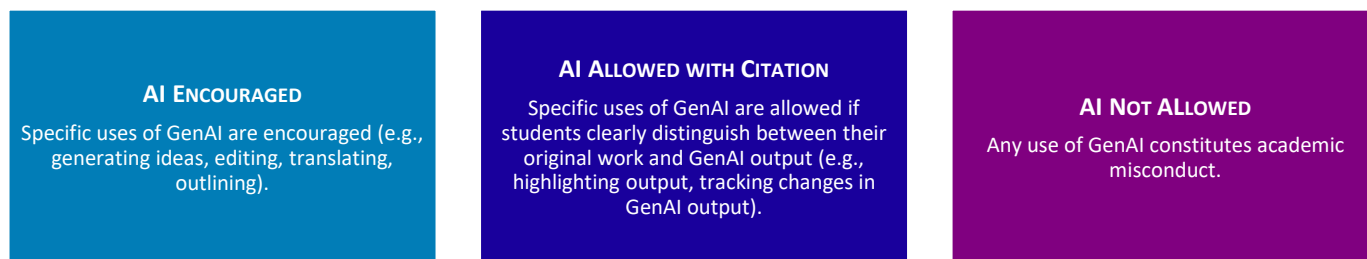 AI ENCOURAGED
Specific uses of GenAI are encouraged (e.g.,
generating ideas, editing, translating,
outlining).
AI ALLOWED WITH CITATION
Specific uses of GenAI are allowed if
students clearly distinguish between their
original work and GenAI output (e.g.,
highlighting output, tracking changes in
GenAI output).
AI NOT ALLOWED
Any use of GenAI constitutes academic
misconduct.